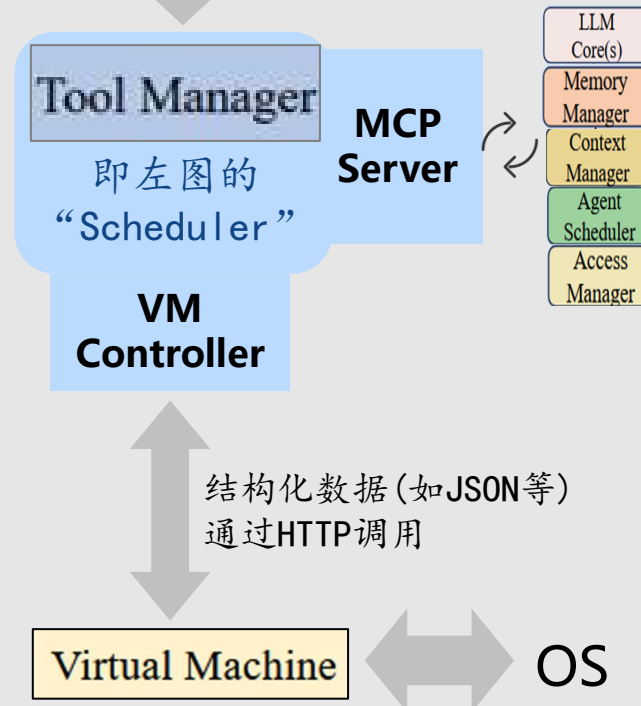 Tool Manager
即左图的
“Scheduler”
MCP
Server
LLM
Core(s)
Memory
Manager
Context
Manager
Agent
Scheduler
Access
Manager
VM
Controller
结构化数据(如JSON等)
通过HTTP调用
Virtual Machine
OS